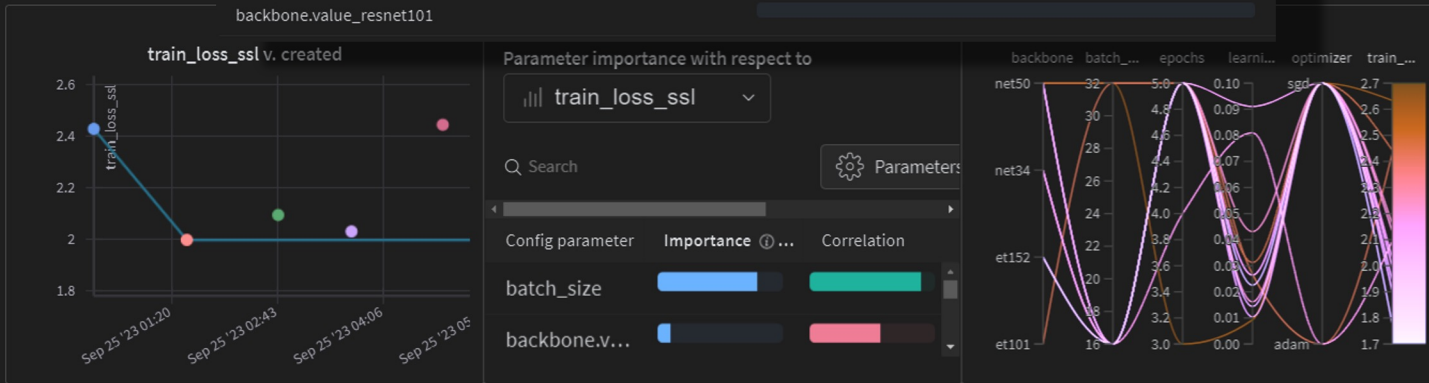 backbone.value_resnet101
train_loss_ssl v. created
train_loss_ssl
2.6
2.4
2.2
2
1.8
Sep 25 '23 01:20
Sep 25 '23 02:43
Sep 25 '23 04:06
Sep 25 '23 05
Parameter importance with respect to
train_loss_ssl
Search
Parameters
Config parameter Importance ... Correlation
batch_size
backbone.v...
backbone batch_... epochs learni... optimizer train_...
net50
net34
et152
et101
32
30
28
26
24
22
20
18
16
5.0
4.8
4.6
4.4
4.2
4.0
3.8
3.6
3.4
3.2
3.0
0.10
0.09
0.08
0.07
0.06
0.05
0.04
0.03
0.02
0.01
0.00
sgd
adam
2.7
2.6
2.5
2.4
2.3
2.2
2.1
2.0
1.9
1.8
1.7